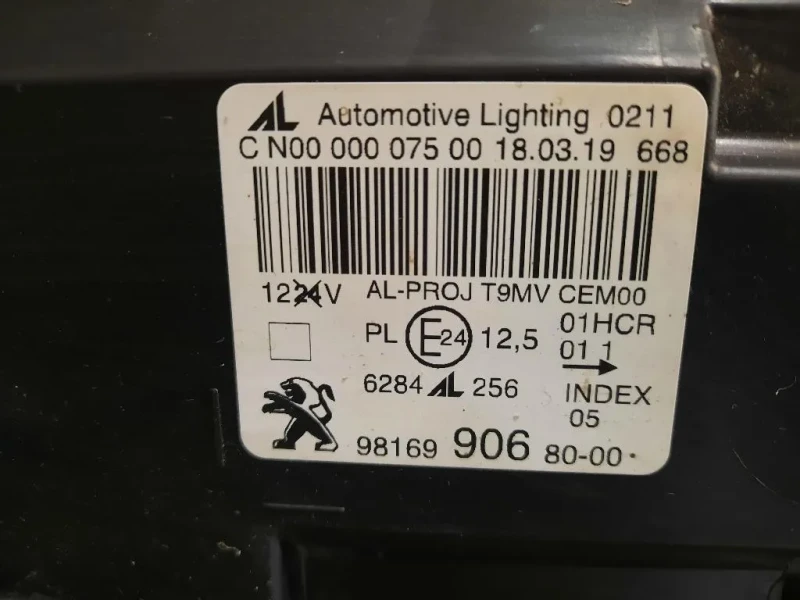 AL Automotive Lighting 0211
C N00 000 075 00 18.03.19 668
1224V AL-PROJ T9MV CEM00
PL E24 12,5 01HCR
01 1
6284 AL 256 INDEX
05
98169 906 80-00